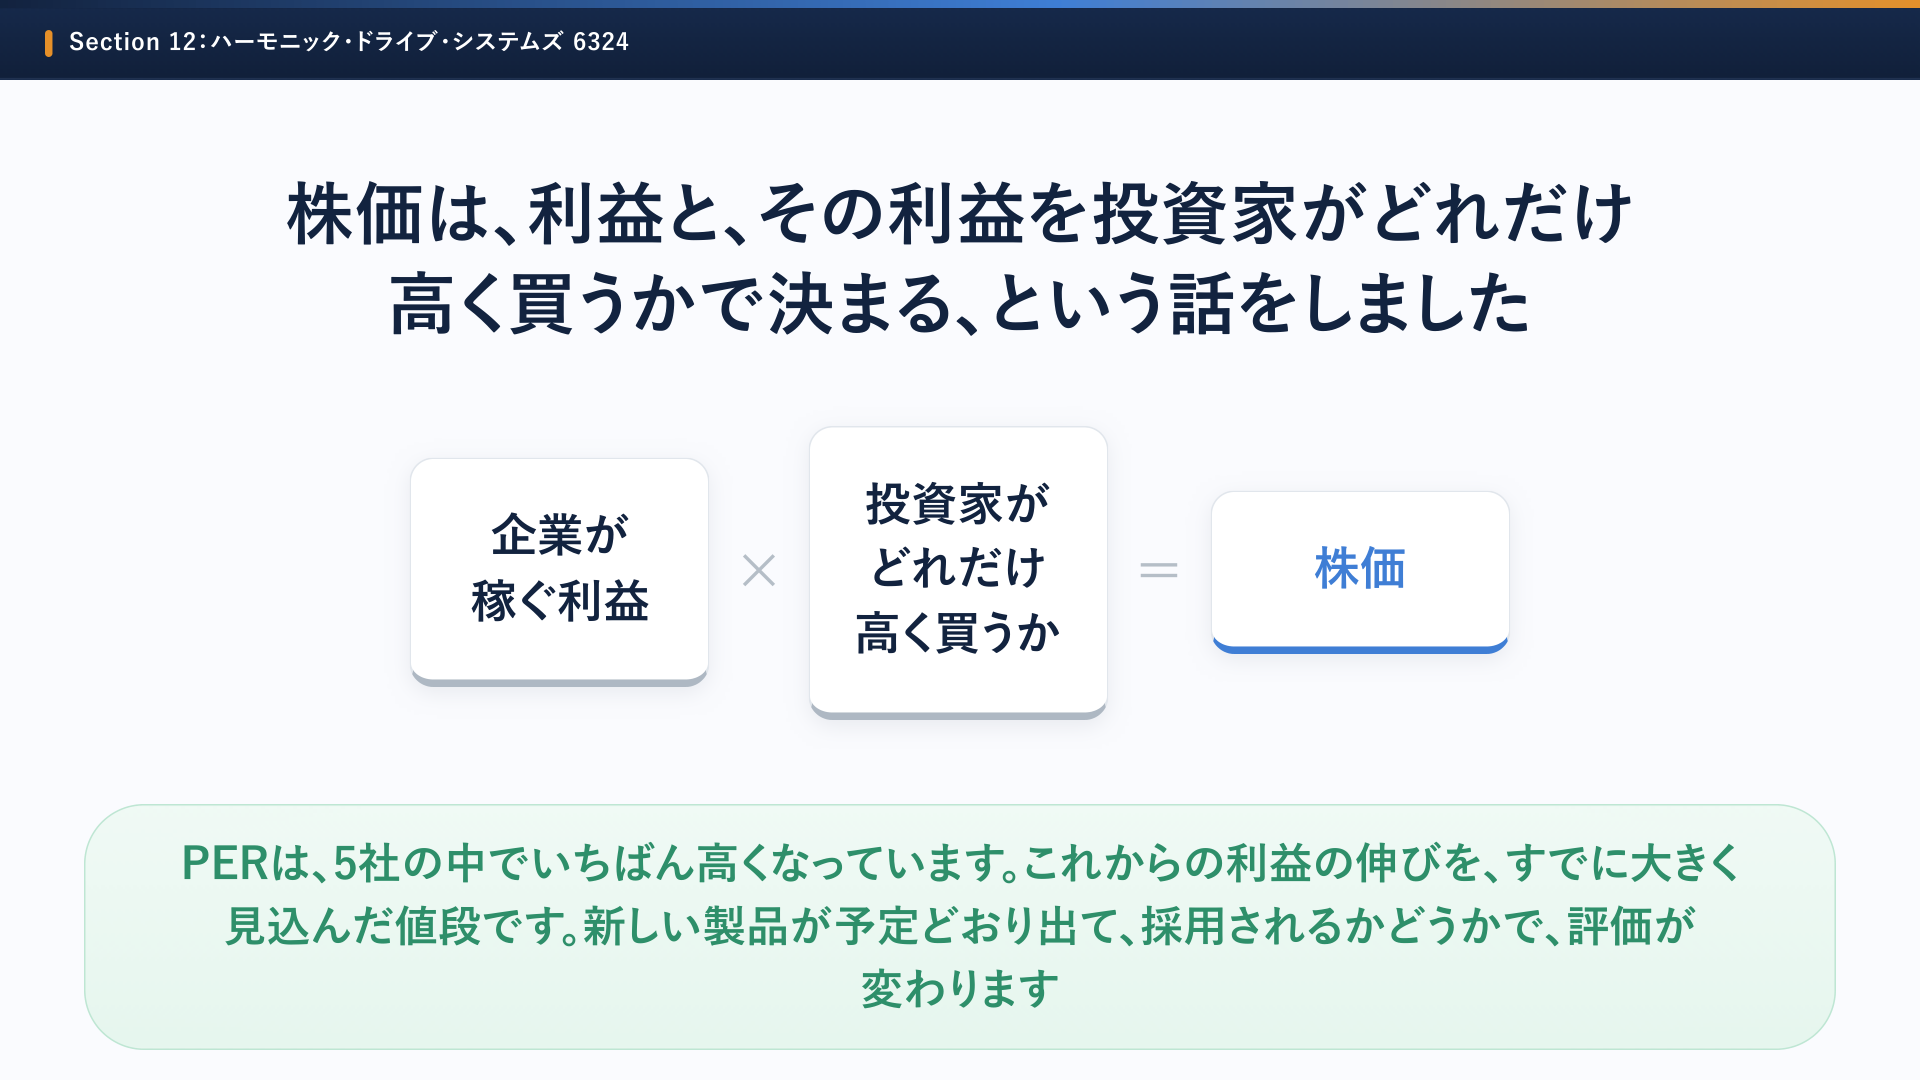 Section 12：ハーモニック・ドライブ・システムズ 6324
株価は、利益と、その利益を投資家がどれだけ
高く買うかで決まる、という話をしました
企業が
稼ぐ利益
×
投資家が
どれだけ
高く買うか
＝
株価
PERは、5社の中でいちばん高くなっています。これからの利益の伸びを、すでに大きく
見込んだ値段です。新しい製品が予定どおり出て、採用されるかどうかで、評価が
変わります